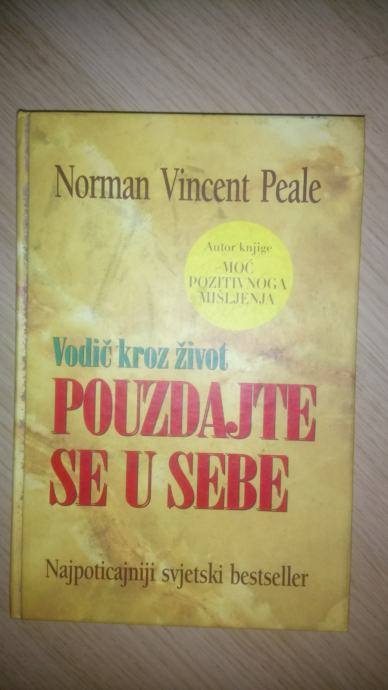 Norman Vincent Peale
Autor knjige
MOĆ
POZITIVNOGA
MIŠLJENJA
Vodič kroz život
POUZDAJTE
SE U SEBE
Najpoticajniji svjetski bestseller